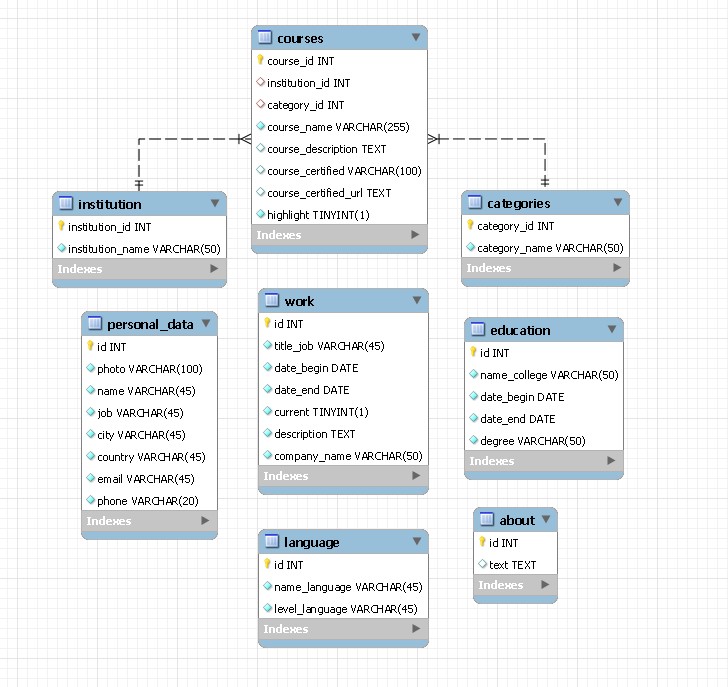 courses
course_id INT
institution_id INT
category_id INT
course_name VARCHAR(255)
course_description TEXT
course_certified VARCHAR(100)
course_certified_url TEXT
highlight TINYINT(1)
Indexes
institution
institution_id INT
institution_name VARCHAR(50)
Indexes
categories
category_id INT
category_name VARCHAR(50)
Indexes
personal_data
id INT
photo VARCHAR(100)
name VARCHAR(45)
job VARCHAR(45)
city VARCHAR(45)
country VARCHAR(45)
email VARCHAR(45)
phone VARCHAR(20)
Indexes
work
id INT
title_job VARCHAR(45)
date_begin DATE
date_end DATE
current TINYINT(1)
description TEXT
company_name VARCHAR(50)
Indexes
education
id INT
name_college VARCHAR(50)
date_begin DATE
date_end DATE
degree VARCHAR(50)
Indexes
language
id INT
name_language VARCHAR(45)
level_language VARCHAR(45)
Indexes
about
id INT
text TEXT
Indexes